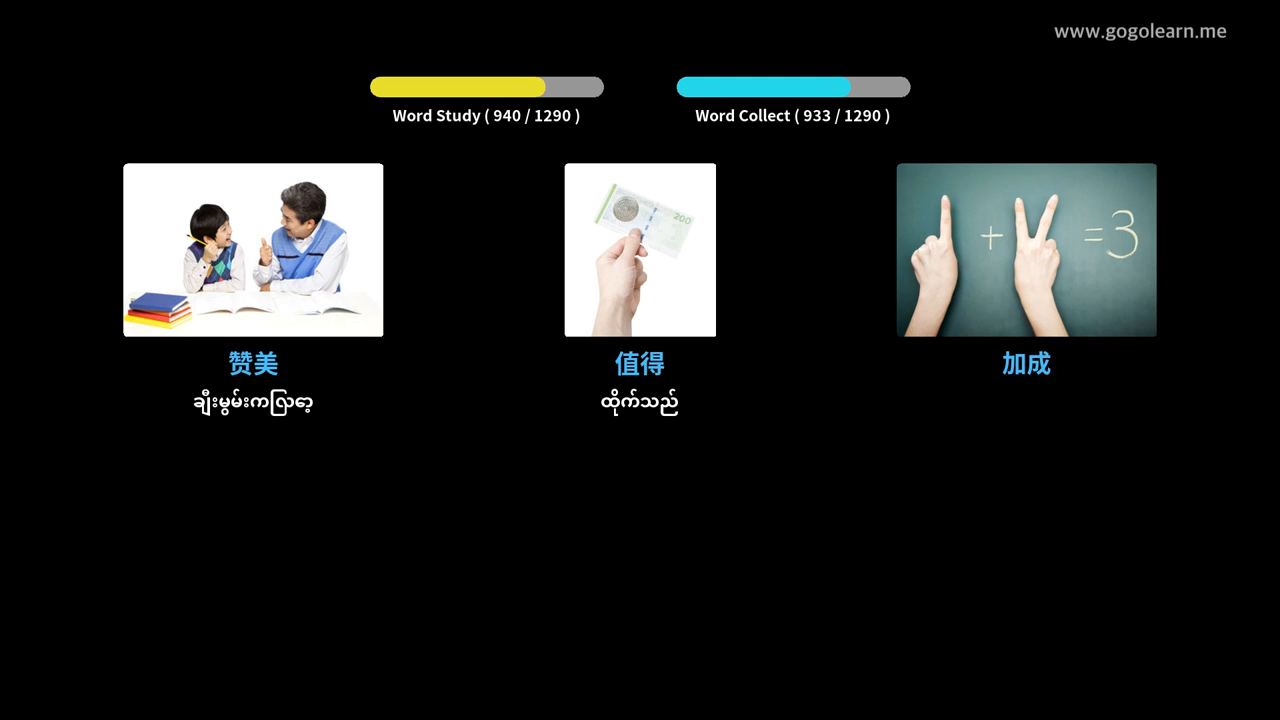 www.gogolearn.me
Word Study ( 940 / 1290 )
Word Collect ( 933 / 1290 )
200
+ =3
赞美
值得
加成
ချီးမွမ်းကလြော့
ထိုက်သည်